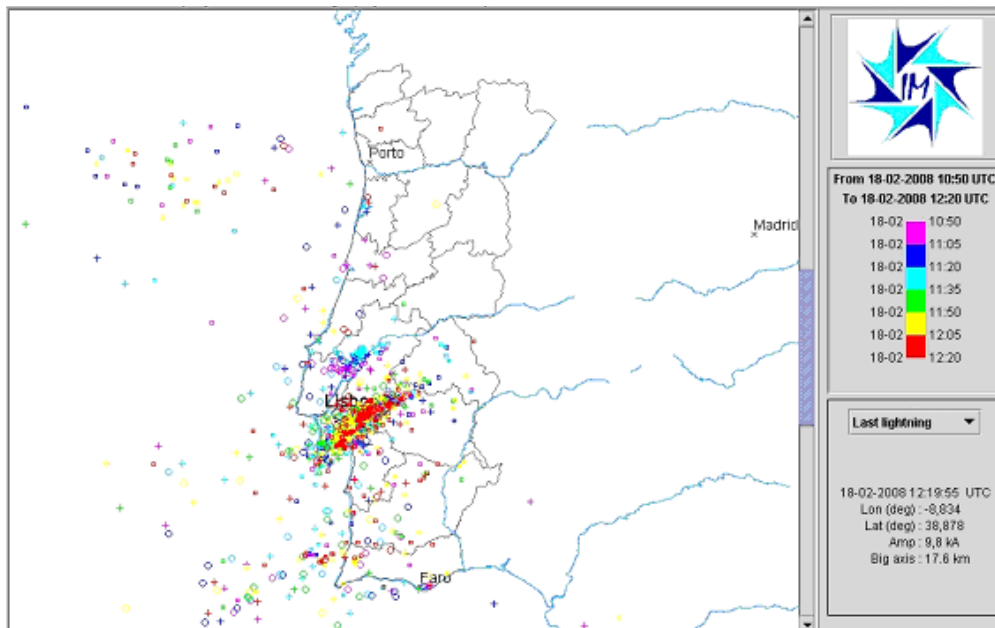 IM
Porto
Madrid
Faro
From 18-02-2008 10:50 UTC
To 18-02-2008 12:20 UTC
18-02 10:50
18-02 11:05
18-02 11:20
18-02 11:35
18-02 11:50
18-02 12:05
18-02 12:20
Last lightning
18-02-2008 12:19:55 UTC
Lon (deg) : -8,834
Lat (deg) : 38,878
Amp : 9,8 kA
Big axis : 17.6 km